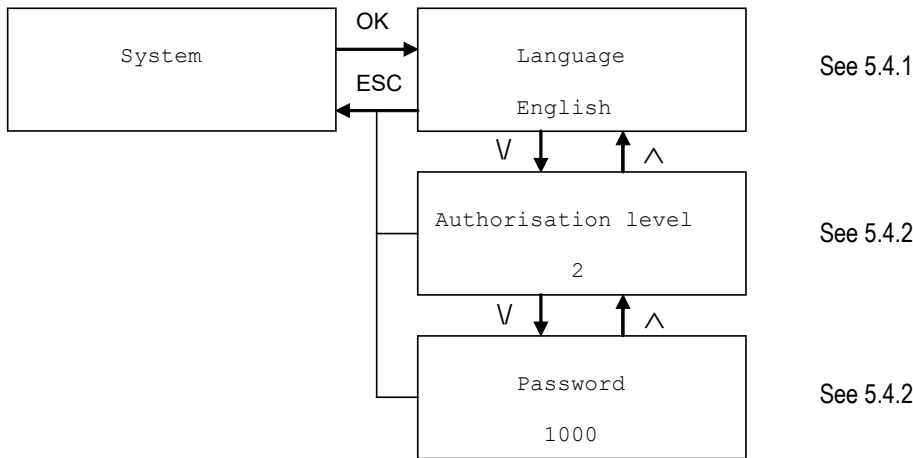 System
OK
ESC
Language
English
See 5.4.1
\/
/\
Authorisation level
2
See 5.4.2
\/
/\
Password
1000
See 5.4.2